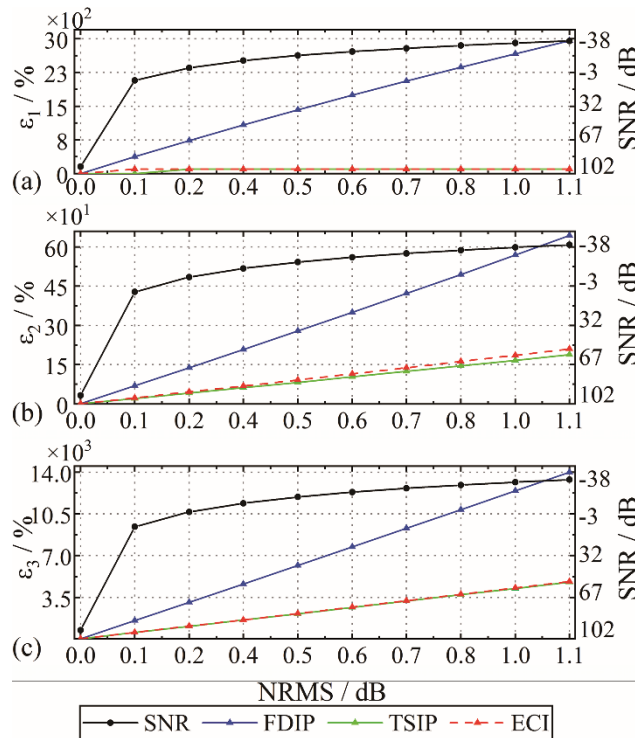 ×10²
30
23
15
8
0
ε₁ / %
-38
-3
32
67
102
SNR / dB
(a)
0.0 0.1 0.2 0.4 0.5 0.6 0.7 0.8 1.0 1.1
×10¹
60
45
30
15
0
ε₂ / %
-38
-3
32
67
102
SNR / dB
(b)
0.0 0.1 0.2 0.4 0.5 0.6 0.7 0.8 1.0 1.1
×10³
14.0
10.5
7.0
3.5
ε₃ / %
-38
-3
32
67
102
SNR / dB
(c)
0.0 0.1 0.2 0.4 0.5 0.6 0.7 0.8 1.0 1.1
NRMS / dB
SNR FDIP TSIP ECI